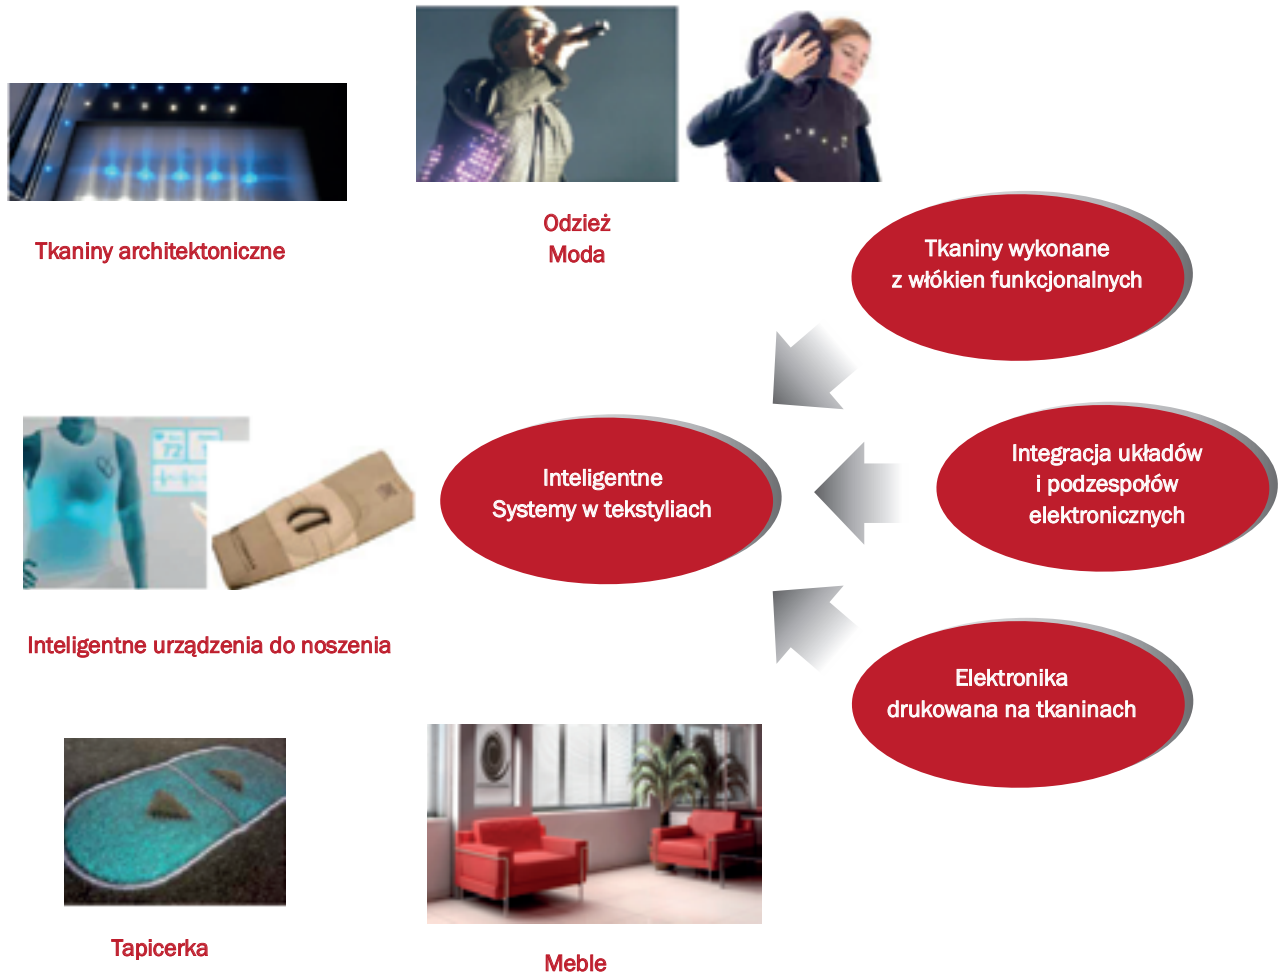 Tkaniny architektoniczne
Odzież
Moda
Tkaniny wykonane
z włókien funkcjonalnych
72
Inteligentne
Systemy w tekstyliach
Integracja układów
i podzespołów
elektronicznych
Inteligentne urządzenia do noszenia
Elektronika
drukowana na tkaninach
Tapicerka
Meble